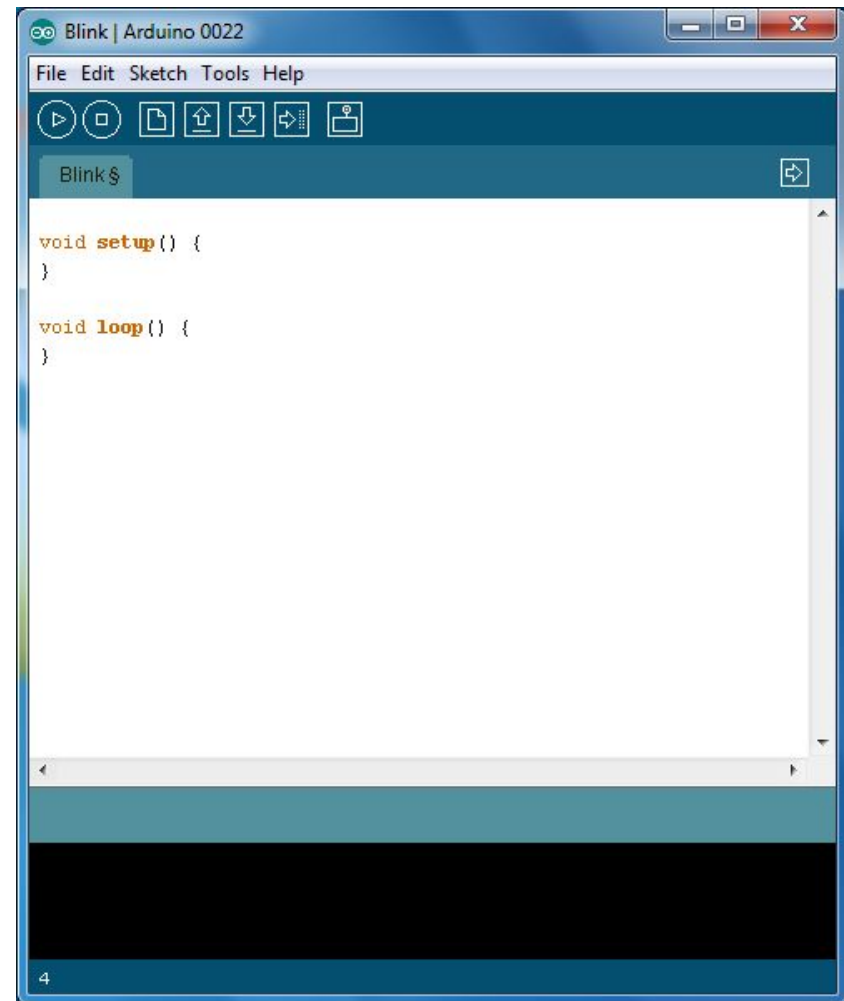 Blink | Arduino 0022
File Edit Sketch Tools Help
Blink §
void setup() {
}
void loop() {
}
4